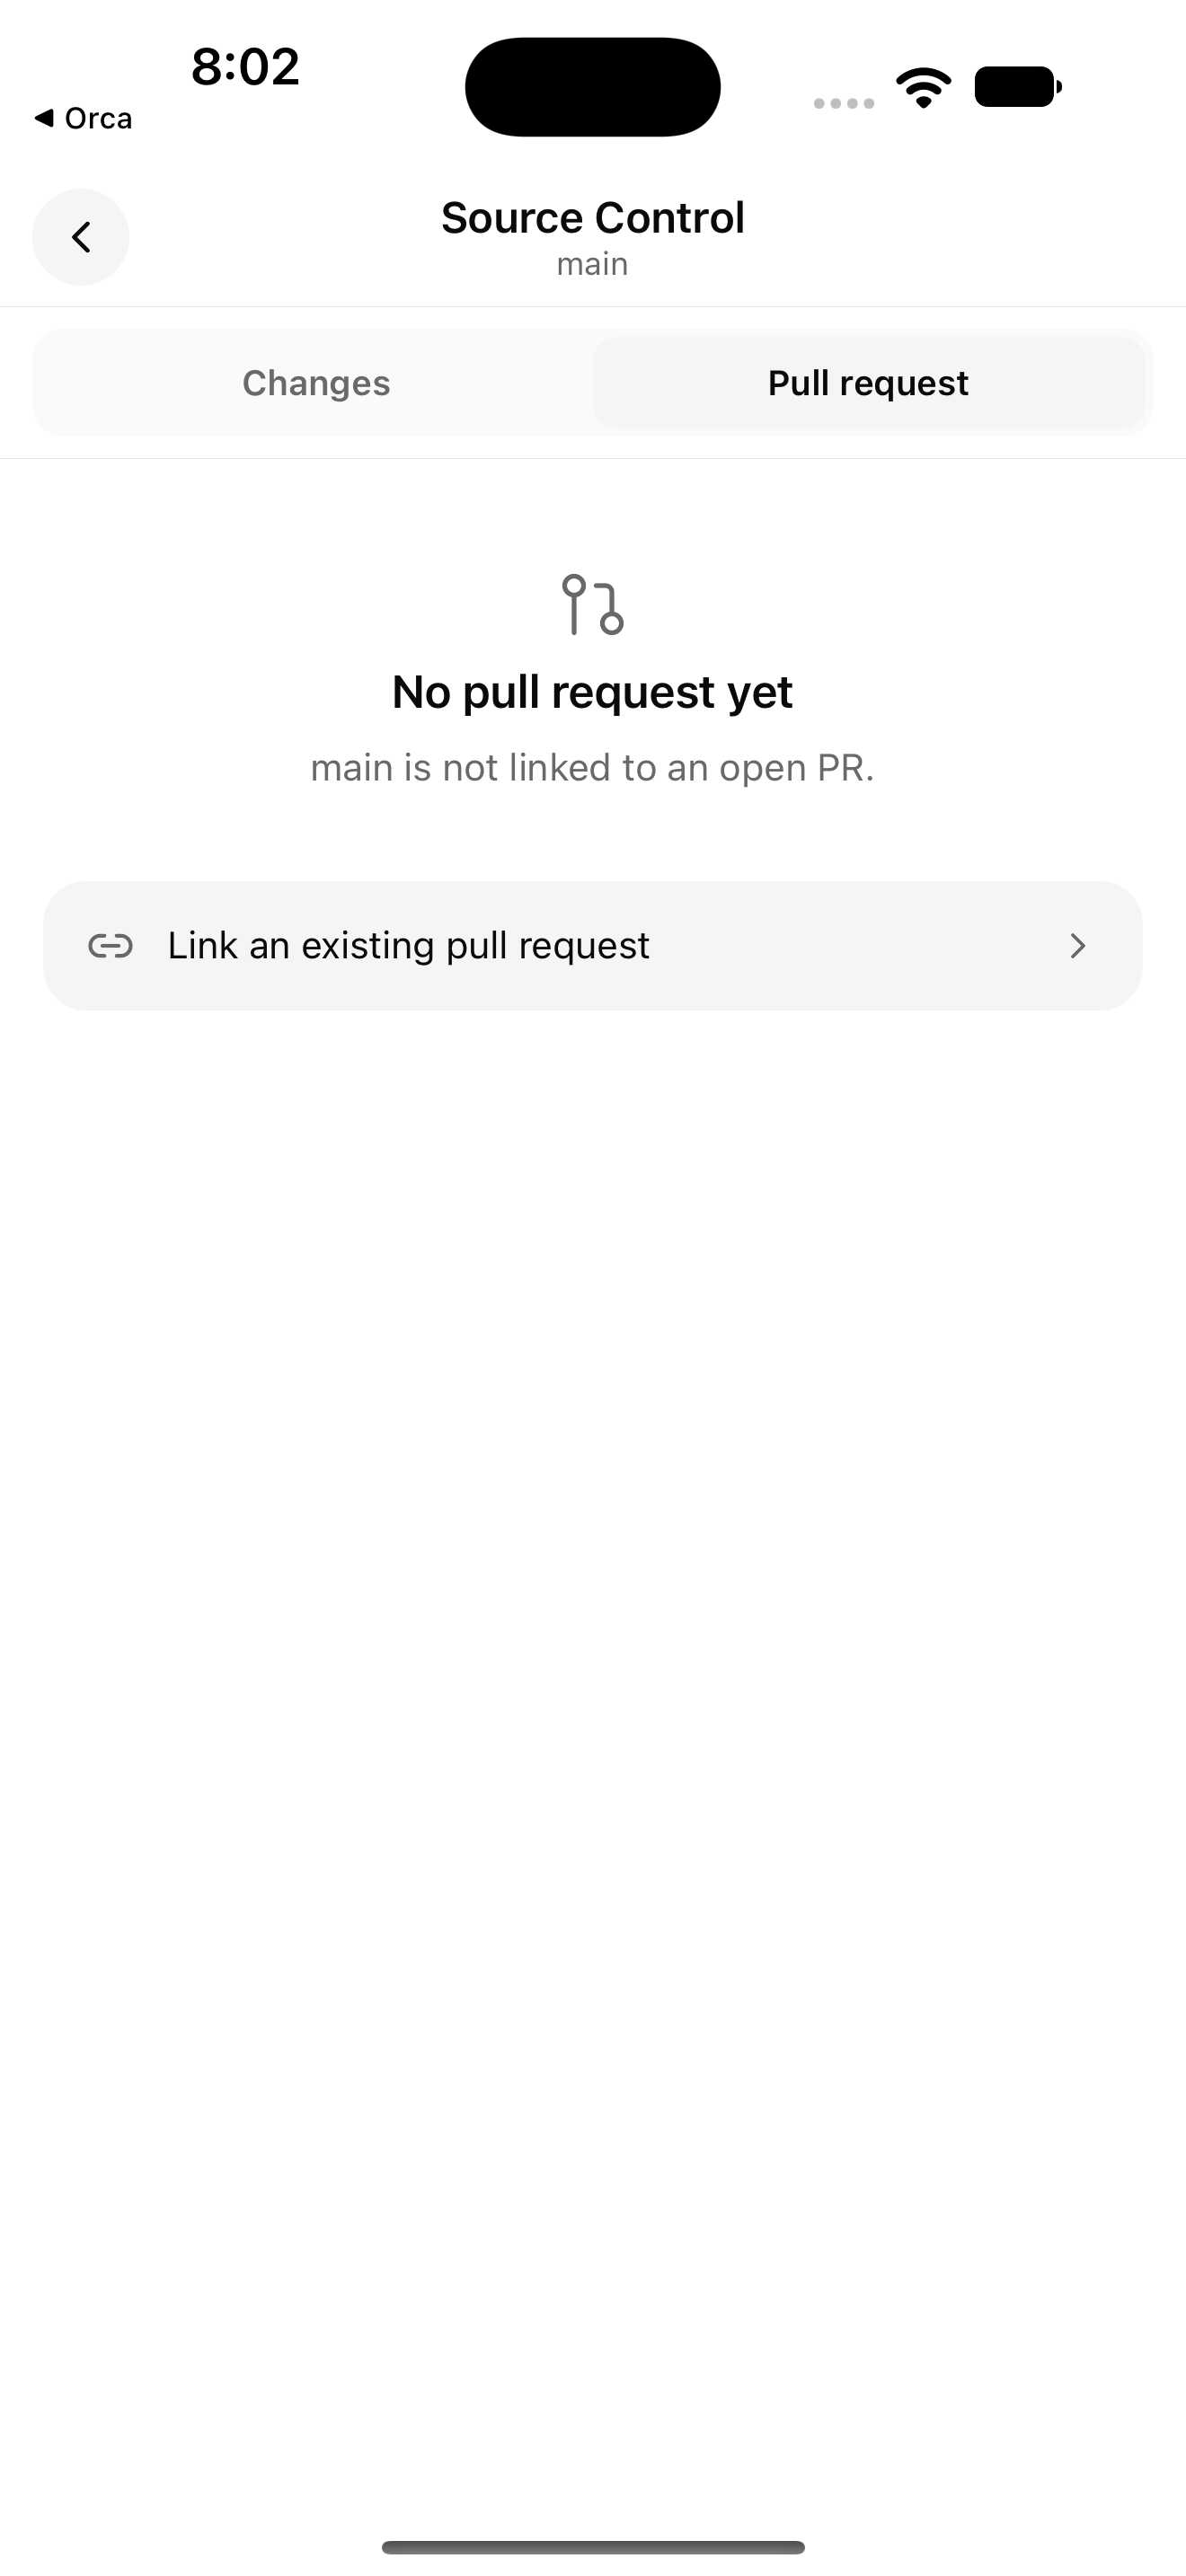 8:02
Orca
Source Control
main
Changes
Pull request
No pull request yet
main is not linked to an open PR.
Link an existing pull request